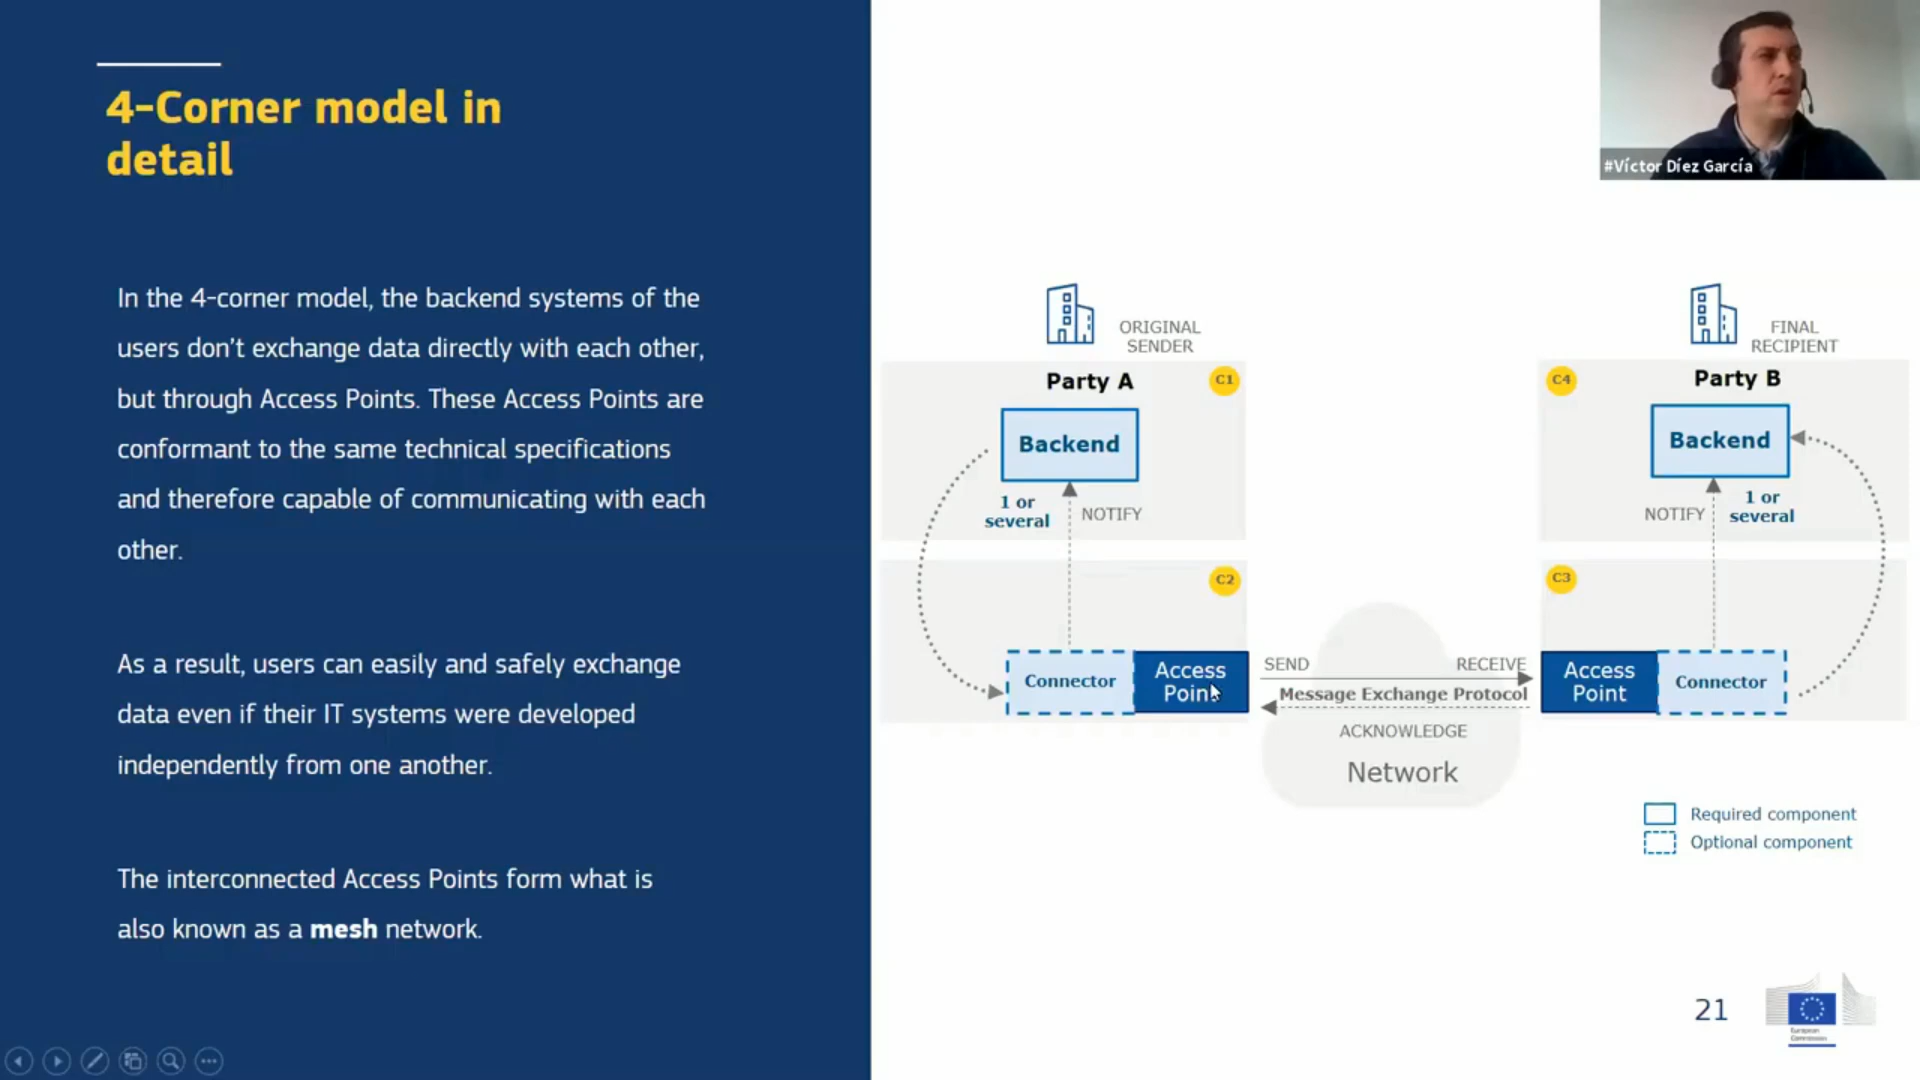 4-Corner model in
detail
In the 4-corner model, the backend systems of the
users don't exchange data directly with each other,
but through Access Points. These Access Points are
conformant to the same technical specifications
and therefore capable of communicating with each
other.
As a result, users can easily and safely exchange
data even if their IT systems were developed
independently from one another.
The interconnected Access Points form what is
also known as a mesh network.
#Víctor Díez García
ORIGINAL
SENDER
Party A
C1
Backend
1 or
several
NOTIFY
C2
Connector
Access
Point
SEND
RECEIVE
Message Exchange Protocol
ACKNOWLEDGE
Network
FINAL
RECIPIENT
C4
Party B
Backend
NOTIFY
1 or
several
C3
Access
Point
Connector
Required component
Optional component
21
European
Commission